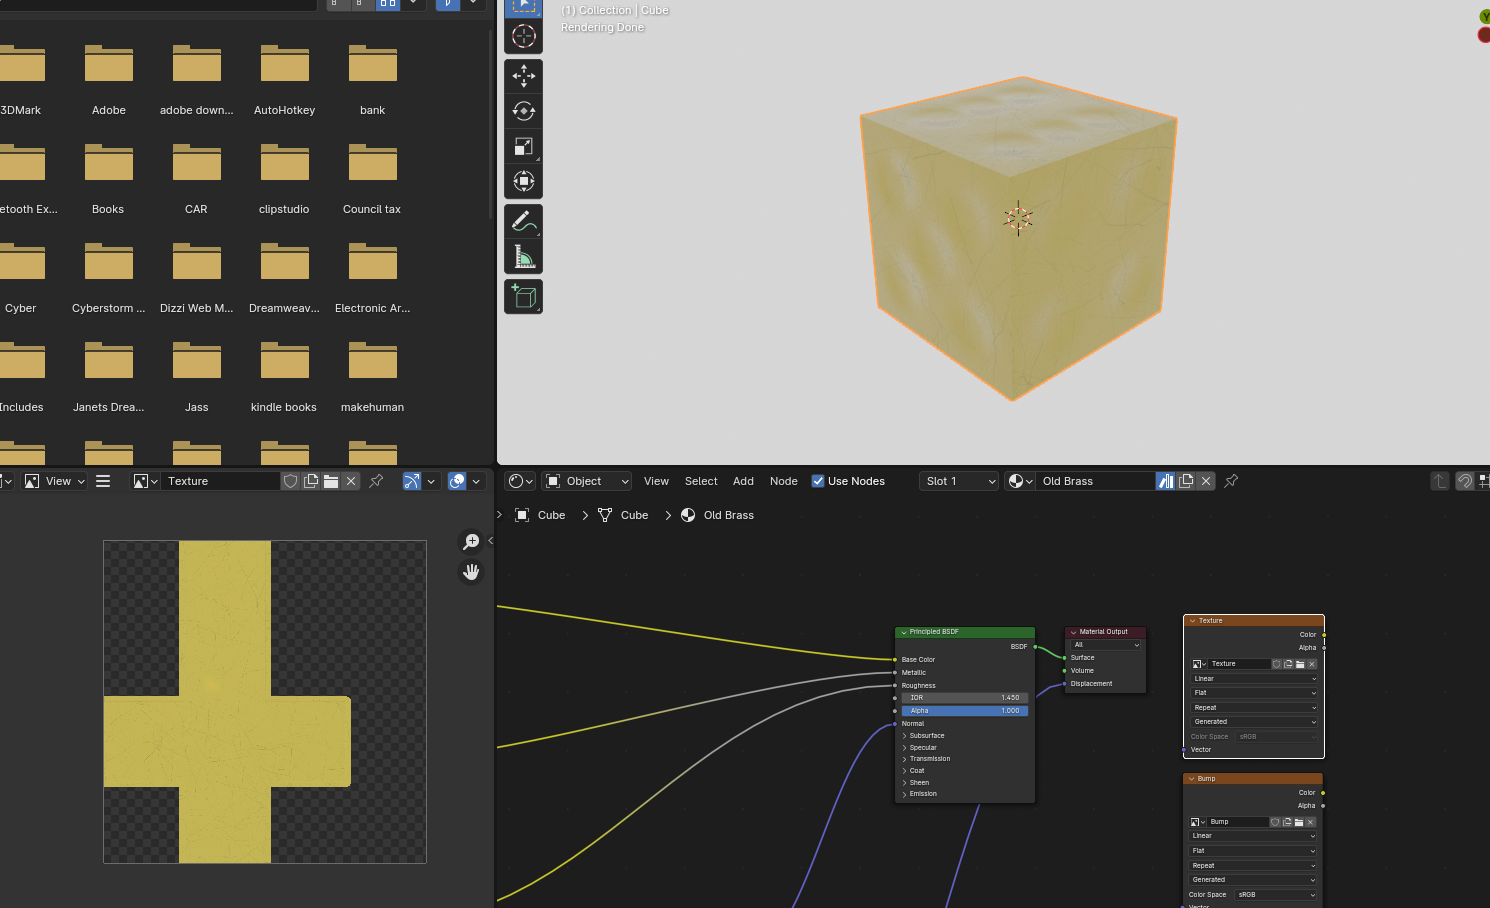 (1) Collection | Cube
Rendering Done
3DMark
Adobe
adobe down...
AutoHotkey
bank
etooth Ex...
Books
CAR
clipstudio
Council tax
Cyber
Cyberstorm ...
Dizzi Web M...
Dreamweav...
Electronic Ar...
Includes
Janets Drea...
Jass
kindle books
makehuman
Y
View
Texture
Object
View
Select
Add
Node
Use Nodes
Slot 1
Old Brass
Cube
Cube
Old Brass
Principled BSDF
BSDF
Base Color
Metallic
Roughness
IOR 1.450
Alpha 1.000
Normal
Subsurface
Specular
Transmission
Coat
Sheen
Emission
Material Output
All
Surface
Volume
Displacement
Texture
Color
Alpha
Texture
Linear
Flat
Repeat
Generated
Color Space sRGB
Vector
Bump
Color
Alpha
Bump
Linear
Flat
Repeat
Generated
Color Space sRGB
Vector